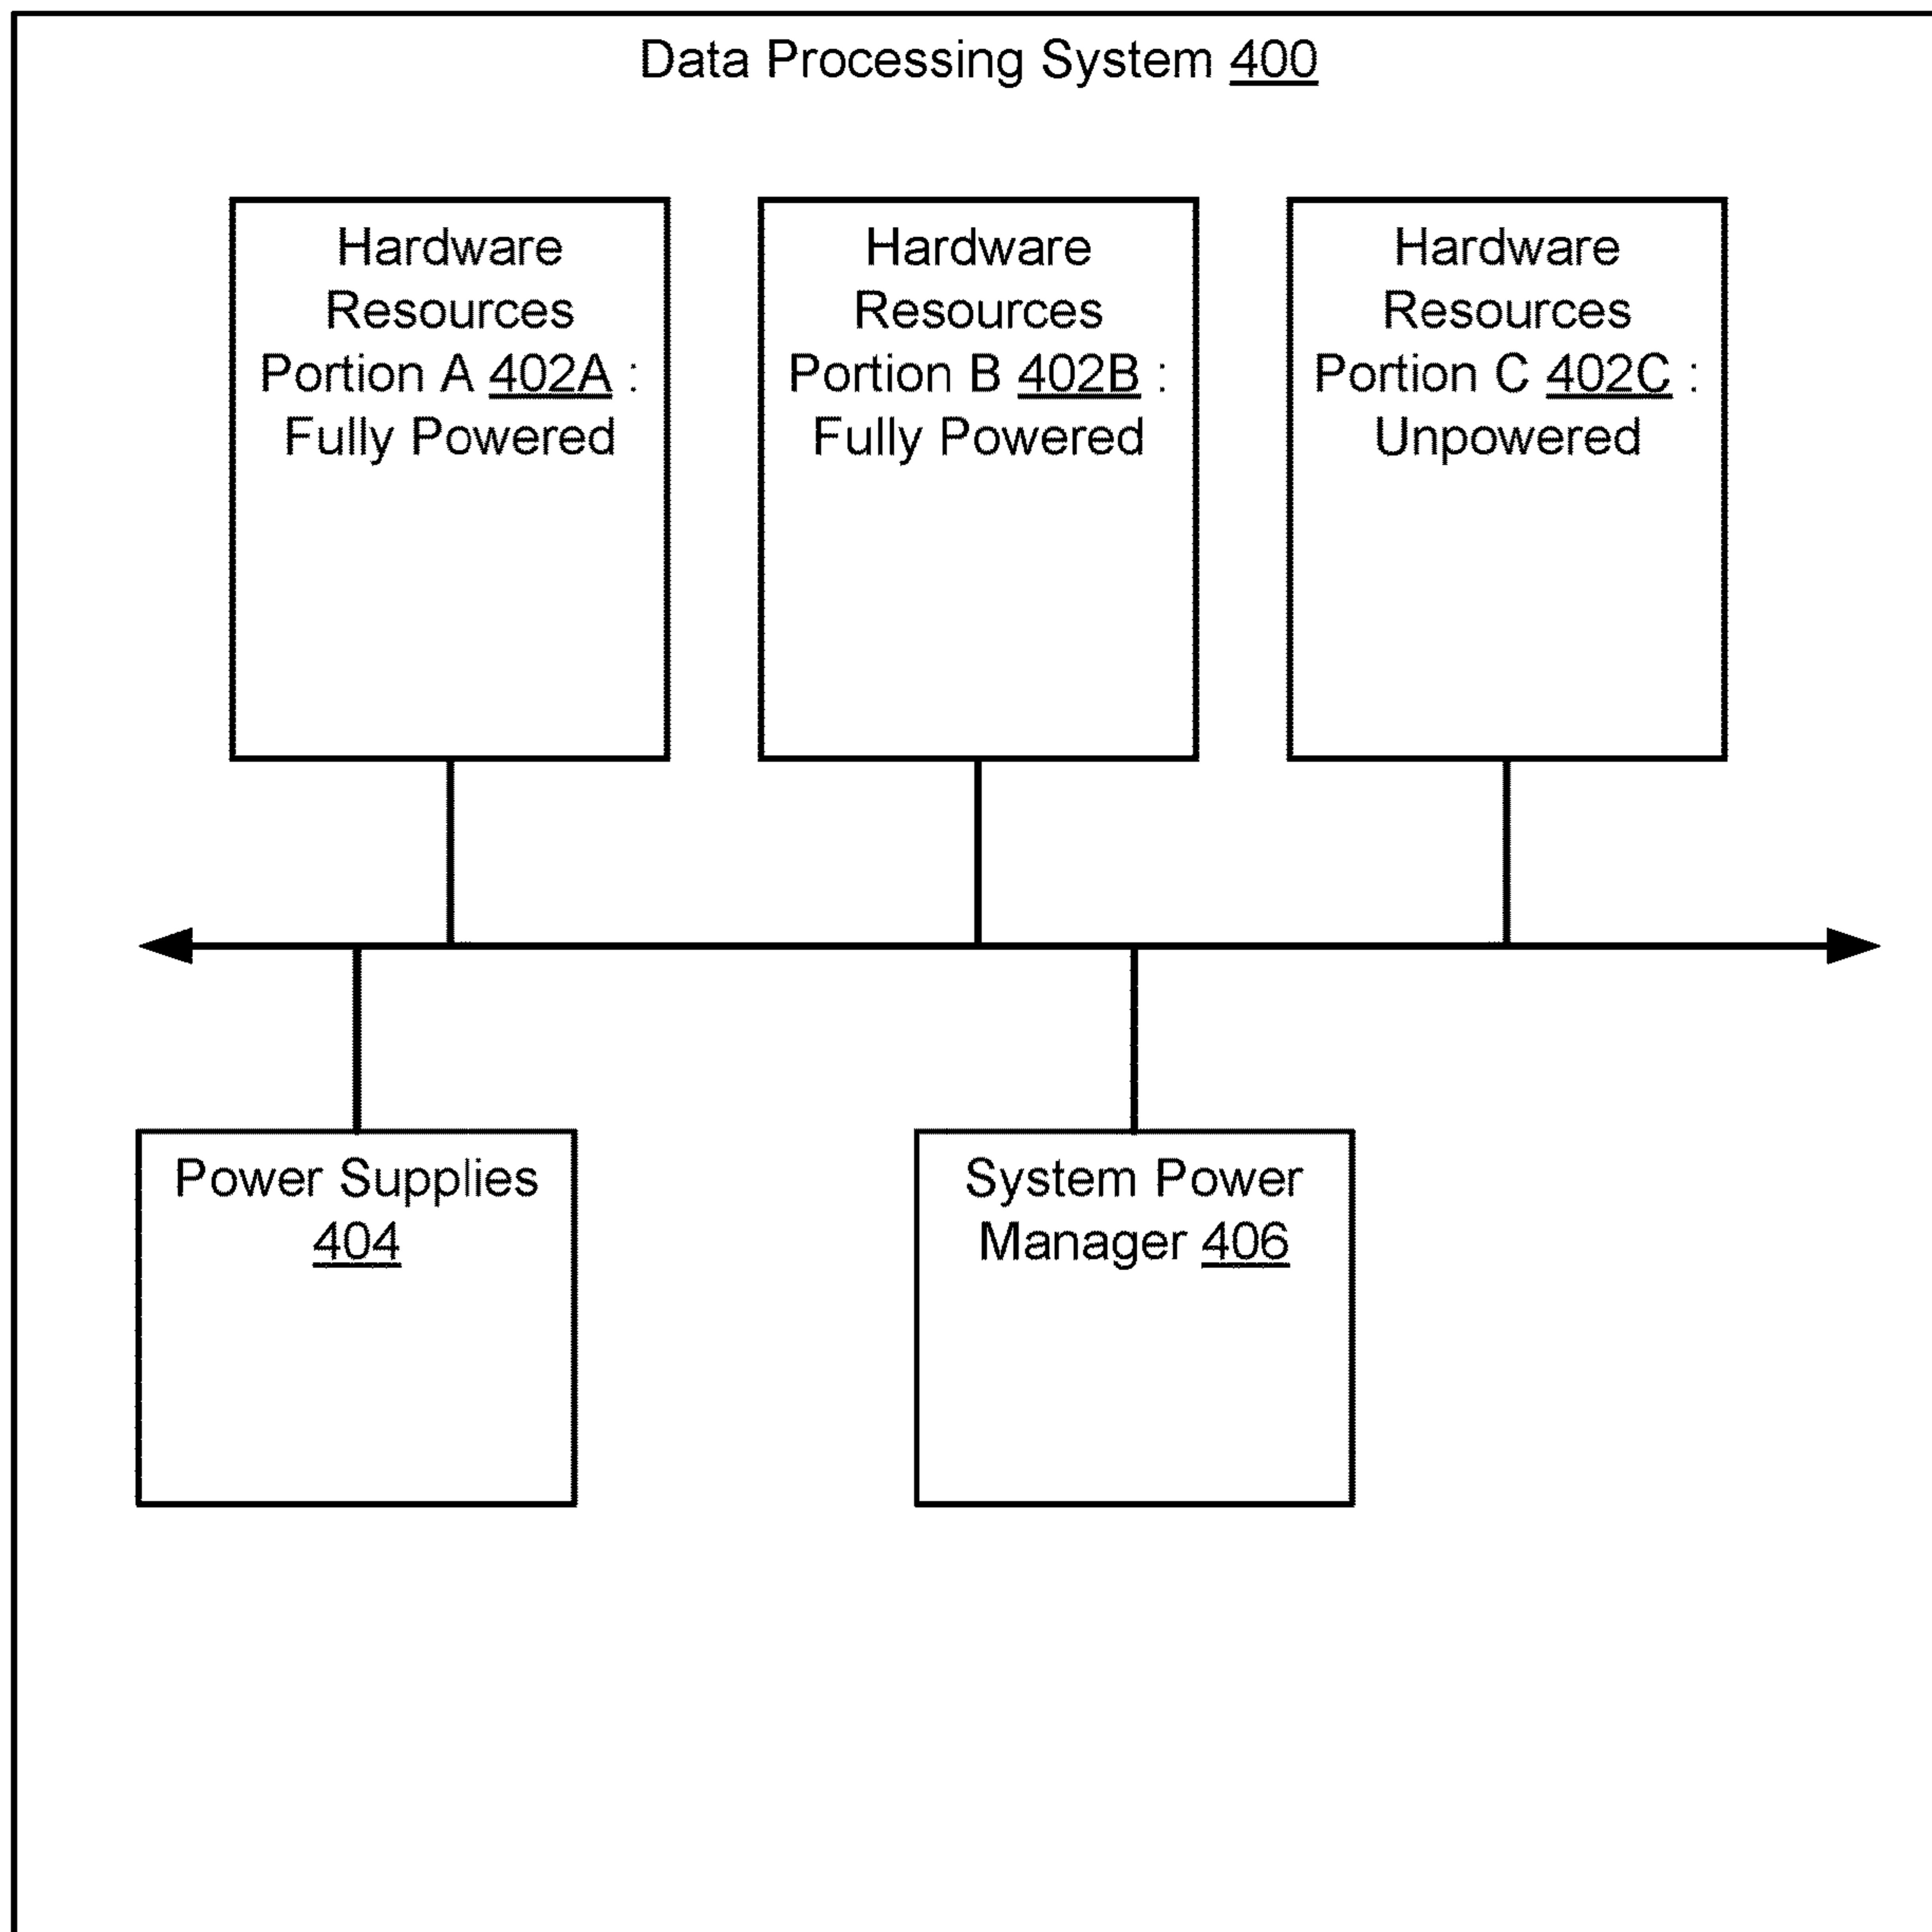 Data Processing System 400
Hardware
Resources
Portion A 402A :
Fully Powered
Hardware
Resources
Portion B 402B :
Fully Powered
Hardware
Resources
Portion C 402C :
Unpowered
Power Supplies
404
System Power
Manager 406